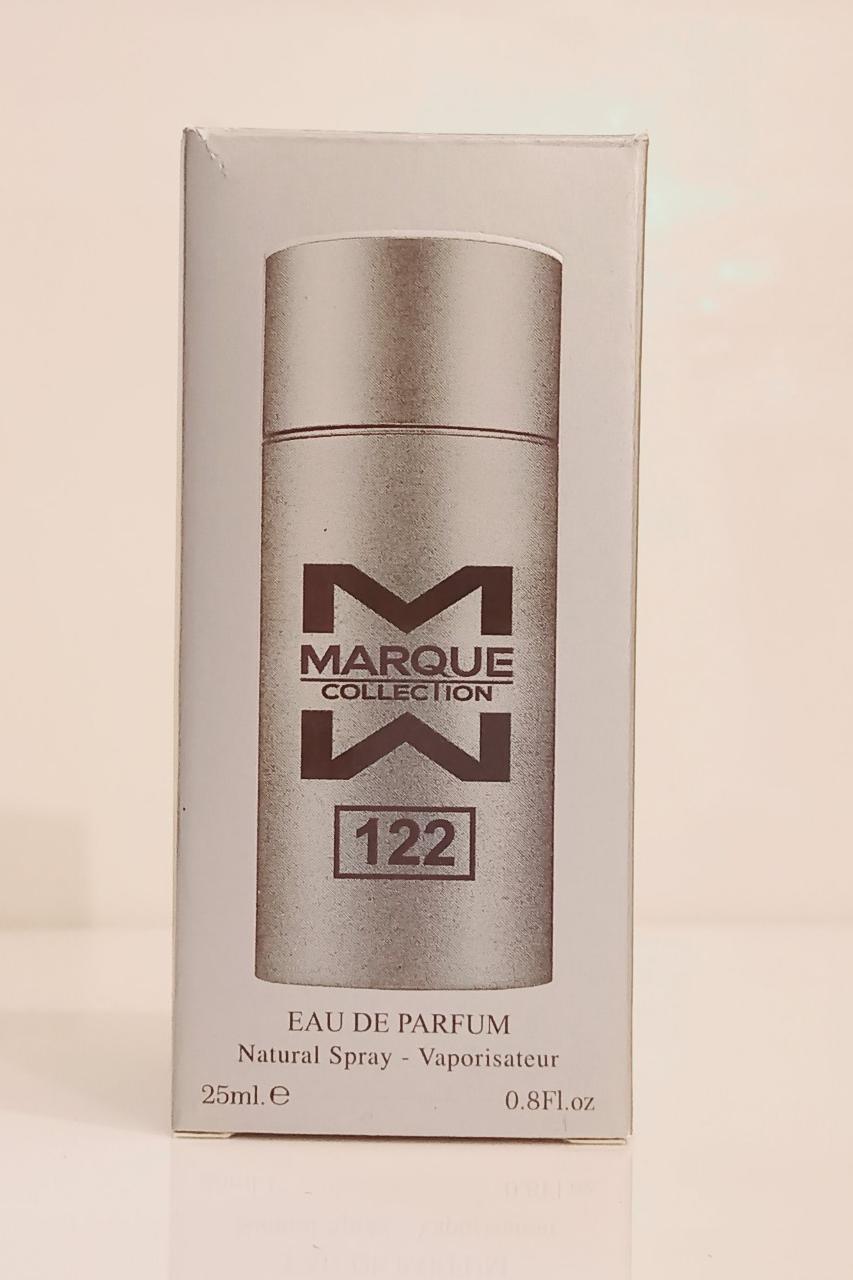 MARQUE
COLLECTION
122
EAU DE PARFUM
Natural Spray - Vaporisateur
25ml.℮
0.8Fl.oz